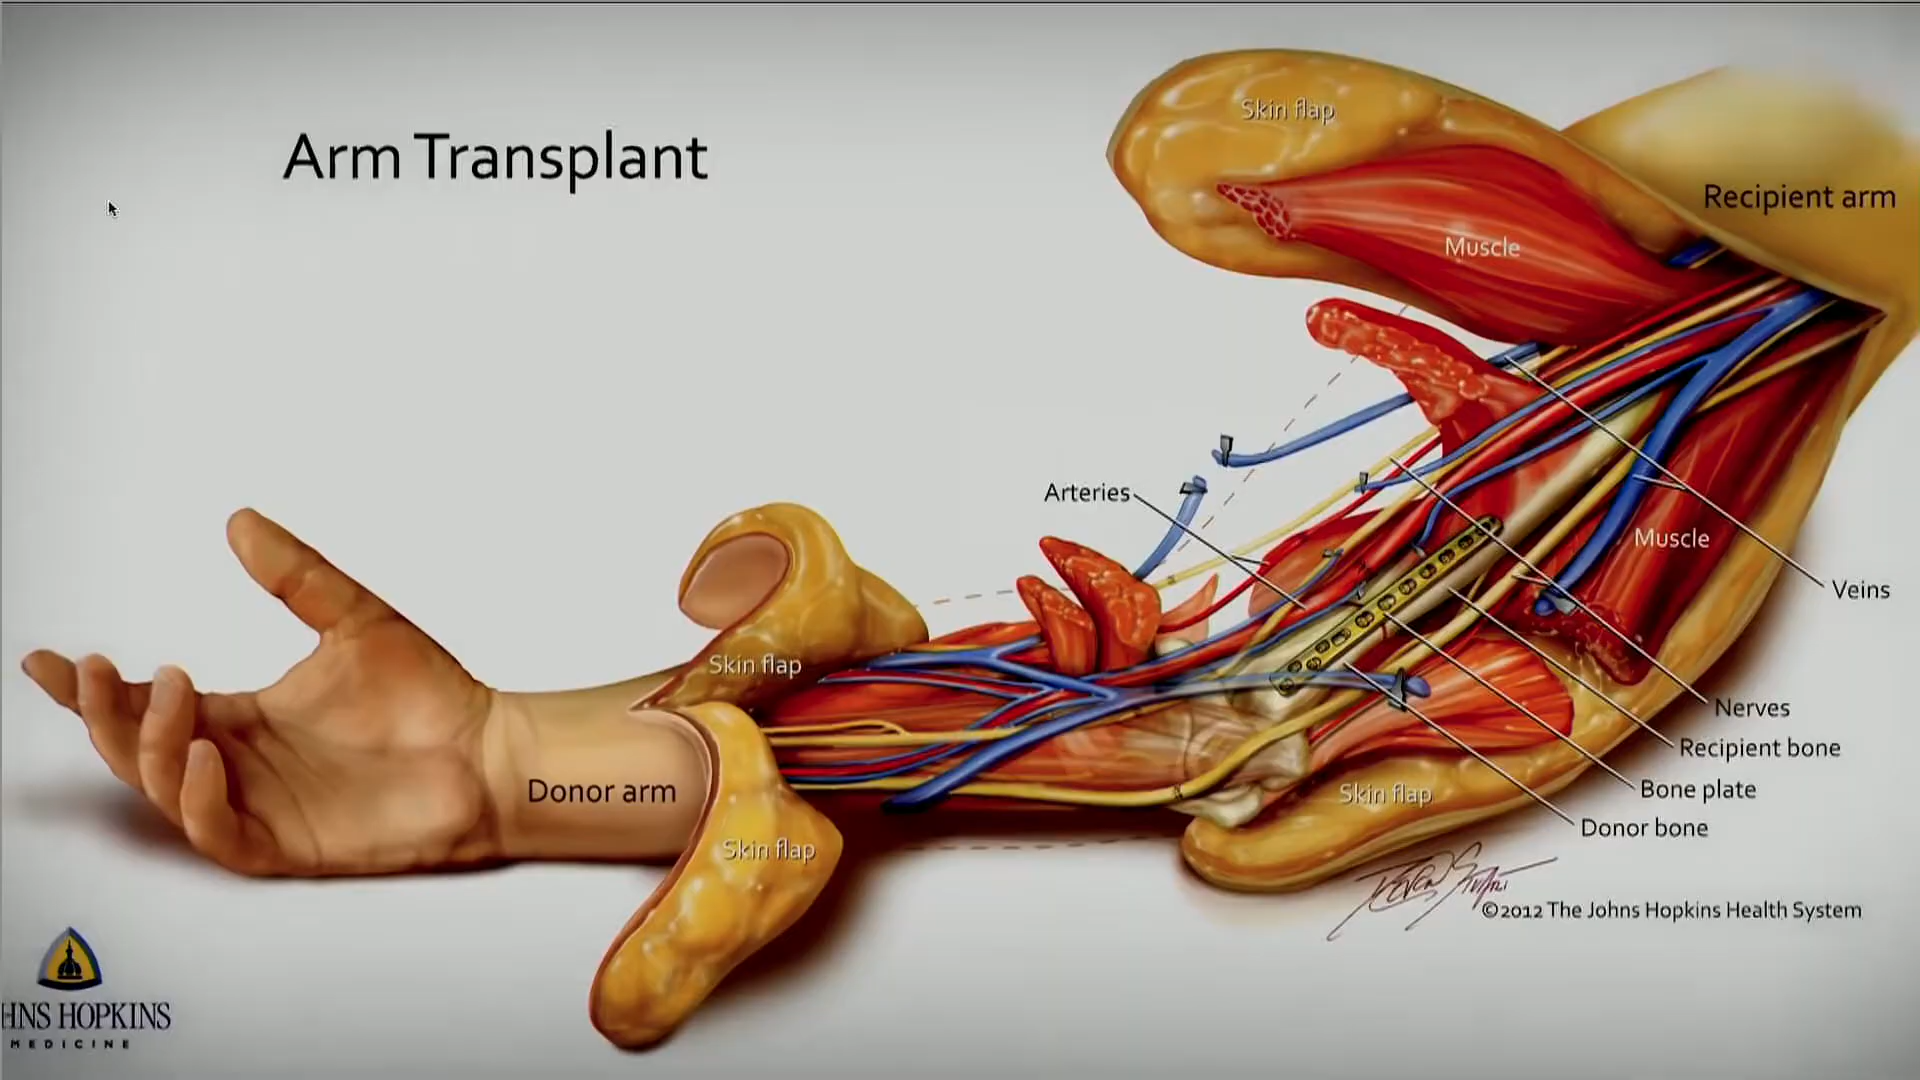 Arm Transplant
Skin flap
Recipient arm
Muscle
Arteries
Muscle
Veins
Skin flap
Nerves
Recipient bone
Donor arm
Bone plate
Skin flap
Donor bone
Skin flap
©2012 The Johns Hopkins Health System
HNS HOPKINS
MEDICINE